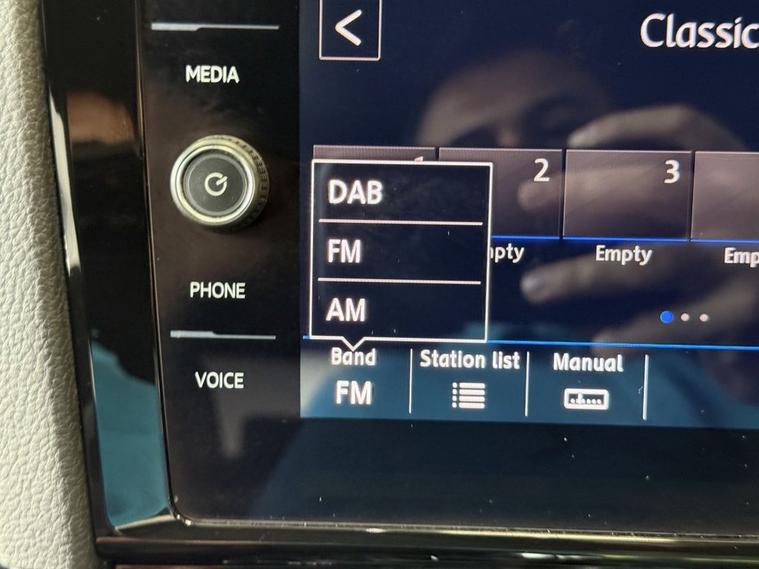 Classic
MEDIA
2
3
DAB
FM
Empty
AM
PHONE
Band
Station list
Manual
FM
VOICE